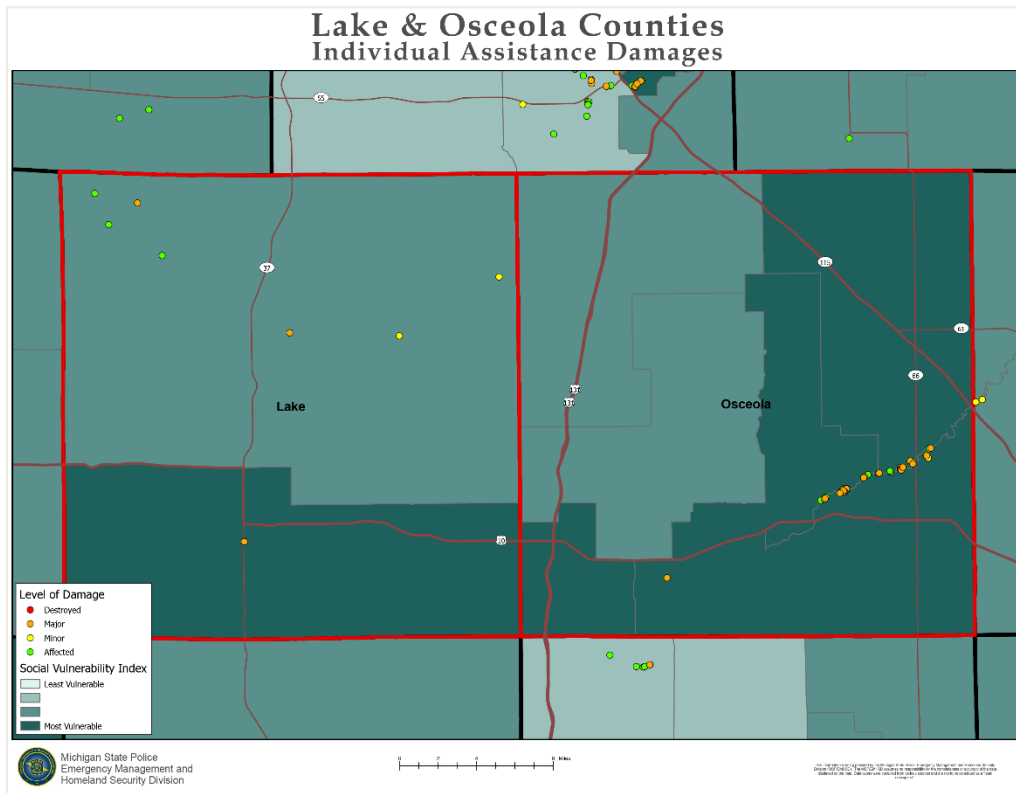 Lake & Osceola Counties
Individual Assistance Damages
55
37
115
61
131
131
66
Lake
Osceola
10
Level of Damage
Destroyed
Major
Minor
Affected
Social Vulnerability Index
Least Vulnerable
Most Vulnerable
Michigan State Police
Emergency Management and
Homeland Security Division
0 2 4 8 Miles